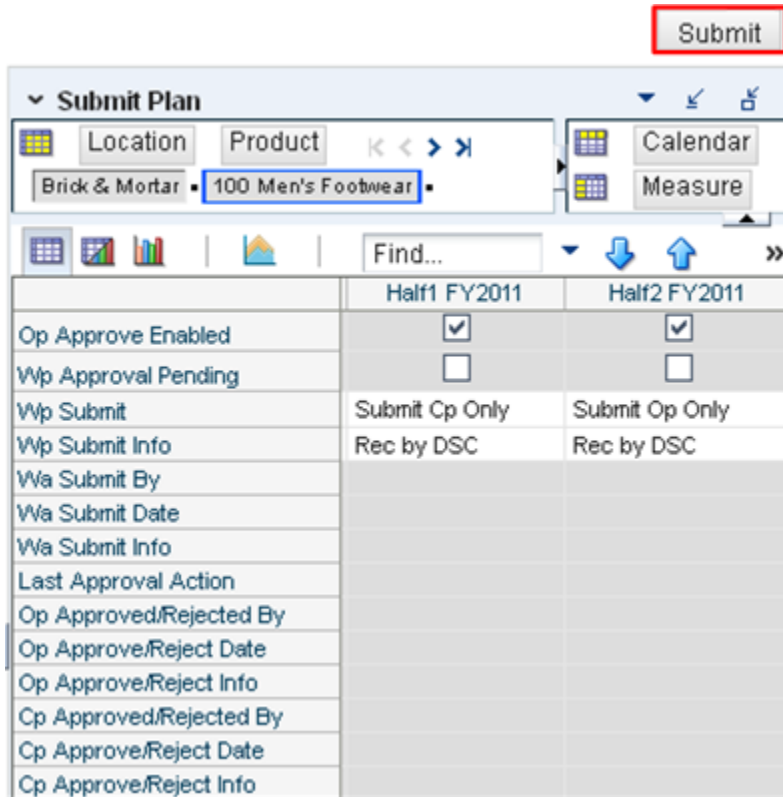 Submit
Submit Plan
Location Product Calendar
Brick & Mortar 100 Men's Footwear Measure
Find...
Half1 FY2011 Half2 FY2011
Op Approve Enabled
Wp Approval Pending
Wp Submit Submit Cp Only Submit Op Only
Wp Submit Info Rec by DSC Rec by DSC
Wa Submit By
Wa Submit Date
Wa Submit Info
Last Approval Action
Op Approved/Rejected By
Op Approve/Reject Date
Op Approve/Reject Info
Cp Approved/Rejected By
Cp Approve/Reject Date
Cp Approve/Reject Info